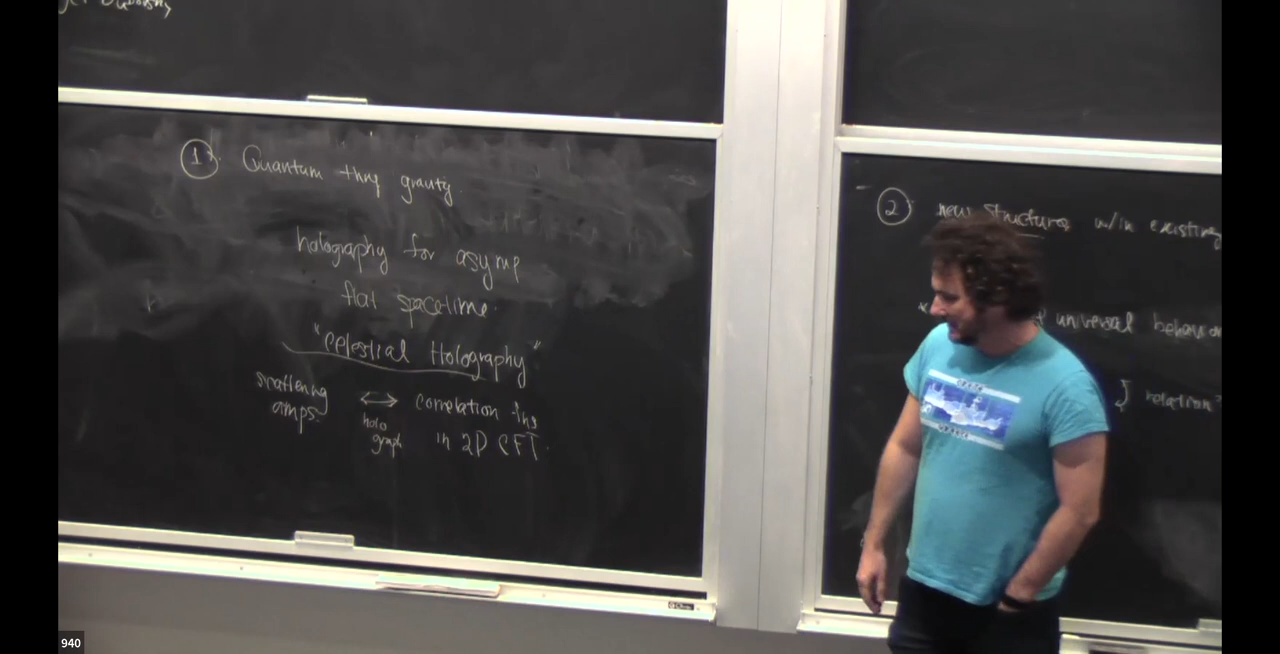 1
Quantum thry gravity.
holography for asymp
flat spacetime.
"Celestial Holography"
scattering
amps.
↔
holo
graph
correlation fns
in 2D CFT.
2
new structures w/in existing
universal behavior
relation
940